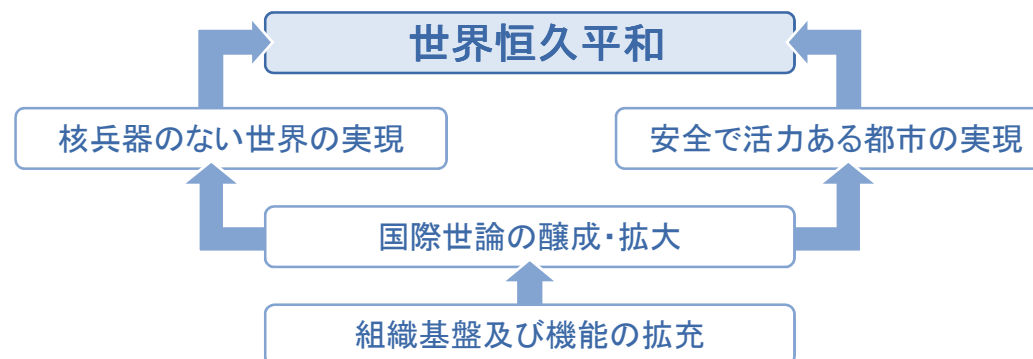 世界恒久平和
核兵器のない世界の実現
安全で活力ある都市の実現
国際世論の醸成・拡大
組織基盤及び機能の拡充